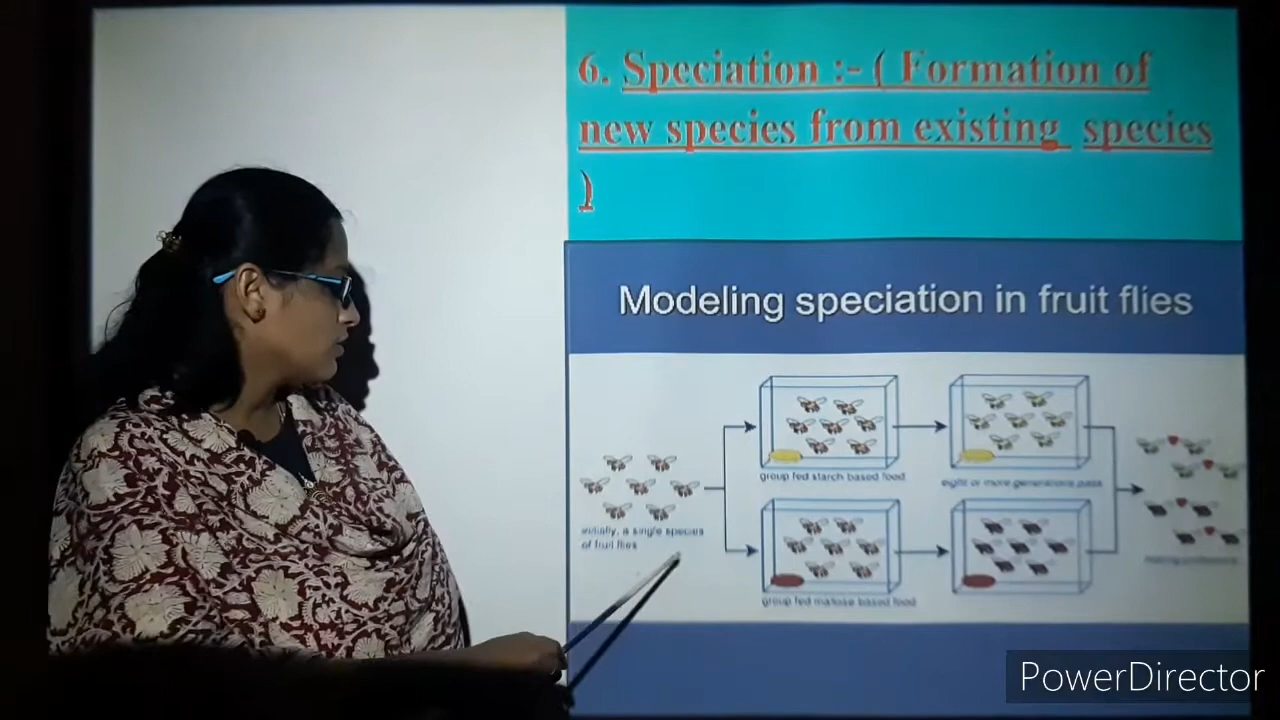 6. Speciation :- ( Formation of
new species from existing species
)
Modeling speciation in fruit flies
group fed starch based food
eight or more generations pass
initially, a single species
of fruit flies
group fed maltose based food
PowerDirector